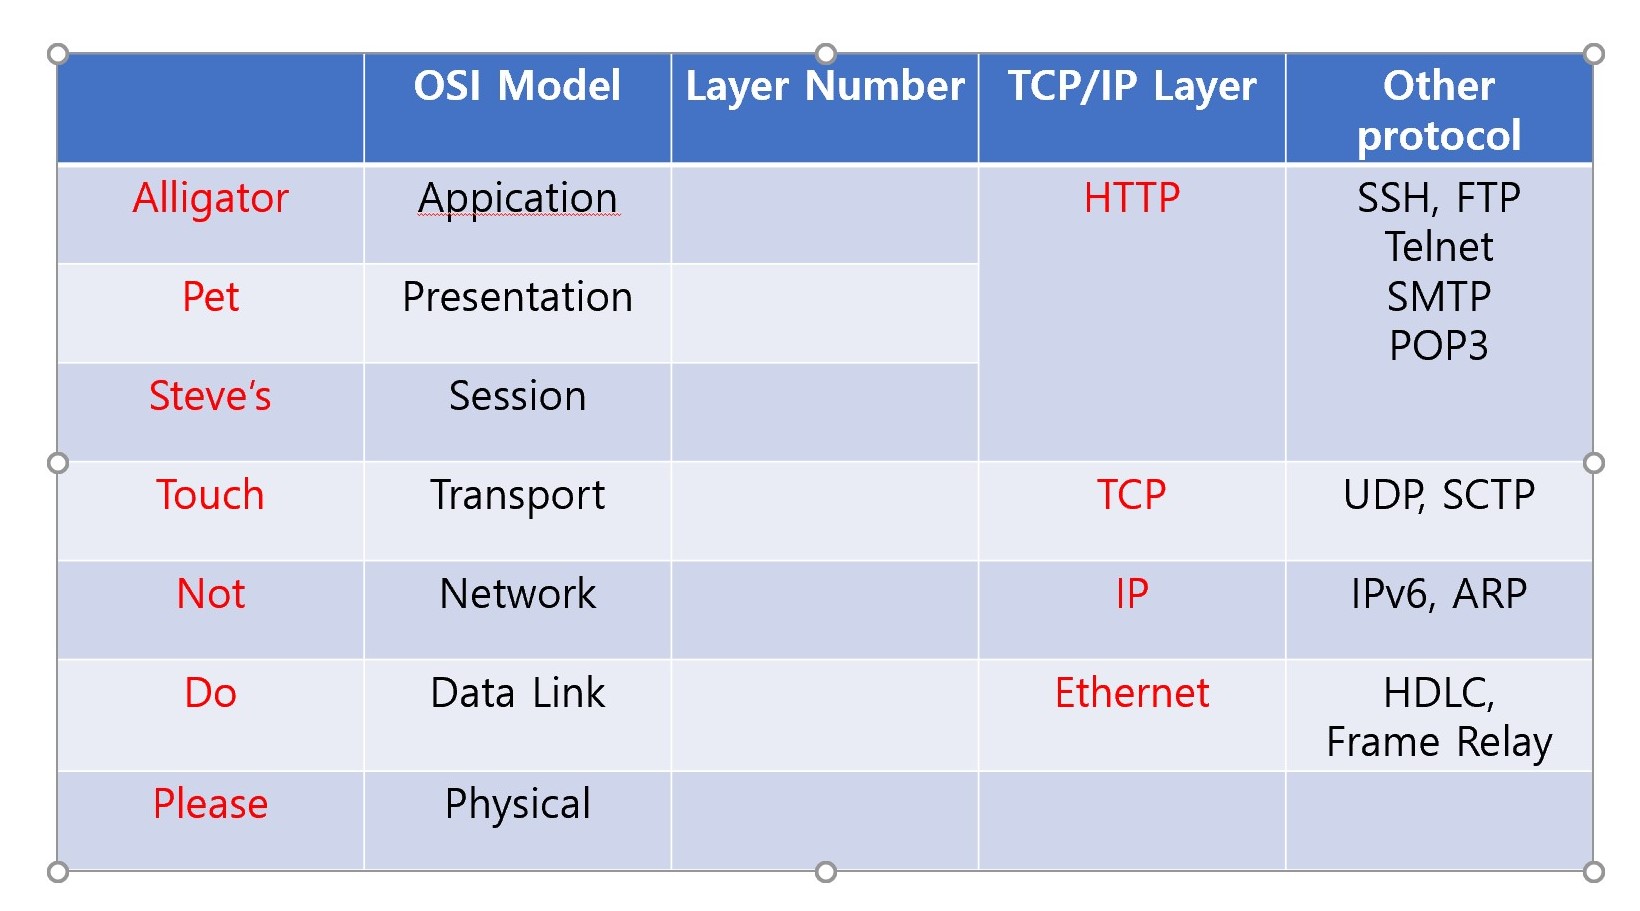 OSI Model Layer Number TCP/IP Layer Other
protocol
Alligator Appication HTTP SSH, FTP
Telnet
Pet Presentation SMTP
POP3
Steve‘s Session
Touch Transport TCP UDP, SCTP
Not Network IP IPv6, ARP
Do Data Link Ethernet HDLC,
Frame Relay
Please Physical